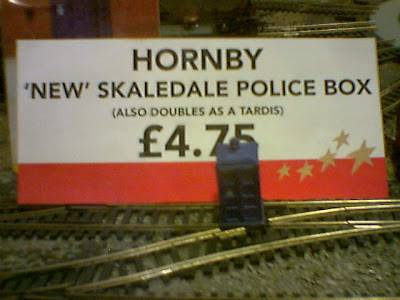 HORNBY
'NEW' SKALEDALE POLICE BOX
(ALSO DOUBLES AS A TARDIS)
£4.75